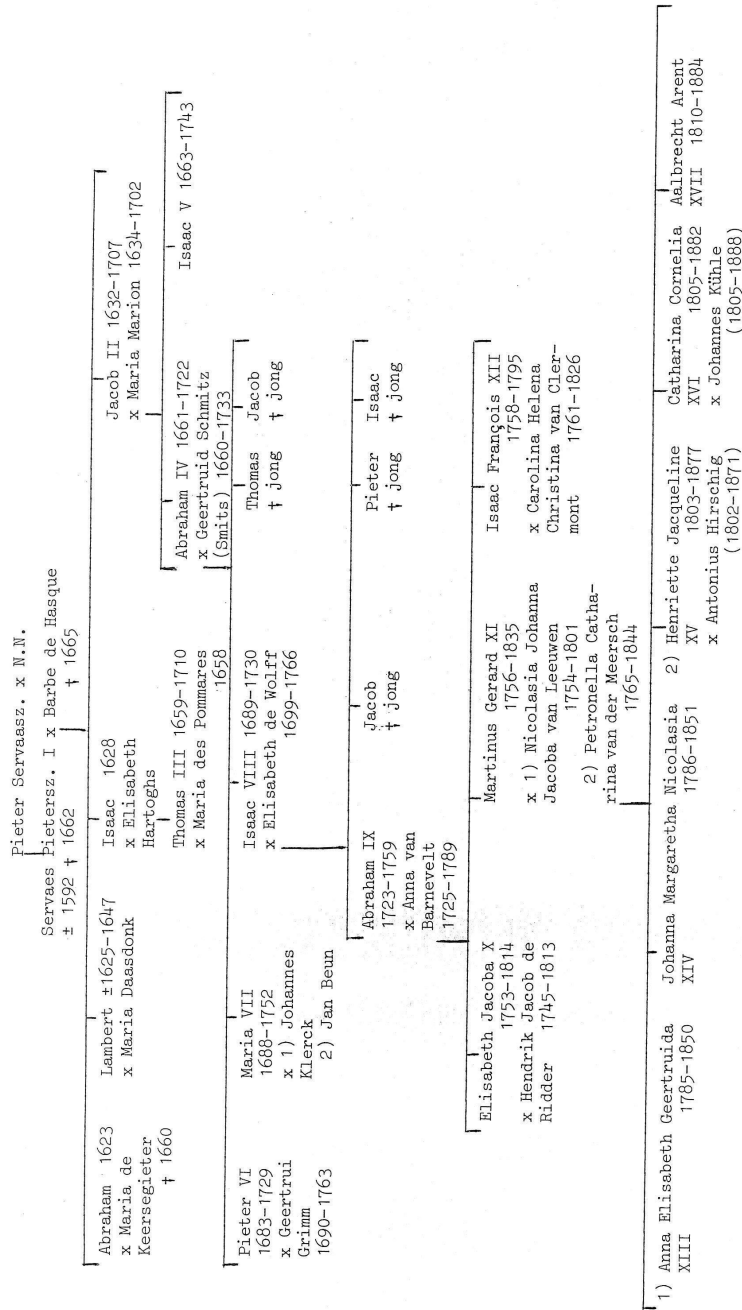 Pieter Servaasz. x N.N.
Servaes Pietersz. I x Barbe de Hasque
± 1592 † 1662 † 1665
Abraham 1623
x Maria de
Keersegieter
† 1660
Lambert ±1625-1647
x Maria Daasdonk
Isaac 1628
x Elisabeth
Hartoghs
Jacob II 1632-1707
x Maria Marion 1634-1702
Thomas III 1659-1710
x Maria des Pommares
1658
Abraham IV 1661-1722
x Geertruid Schmitz
(Smits) 1660-1733
Isaac V 1663-1743
Pieter VI
1683-1729
x Geertrui
Grimm
1690-1763
Maria VII
1688-1752
x 1) Johannes
Klerck
2) Jan Beun
Isaac VIII 1689-1730
x Elisabeth de Wolff
1699-1766
Thomas
† jong
Jacob
† jong
Abraham IX
1723-1759
x Anna van
Barnevelt
1725-1789
Jacob
† jong
Pieter
† jong
Isaac
† jong
Elisabeth Jacoba X
1753-1814
x Hendrik Jacob de
Ridder 1745-1813
Martinus Gerard XI
1756-1835
x 1) Nicolasia Johanna
Jacoba van Leeuwen
1754-1801
2) Petronella Catha-
rina van der Meersch
1765-1844
Isaac François XII
1758-1795
x Carolina Helena
Christina van Cler-
mont 1761-1826
1) Anna Elisabeth Geertruida
XIII 1785-1850
Johanna Margaretha Nicolasia
XIV 1786-1851
2) Henriette Jacqueline
XV 1803-1877
x Antonius Hirschig
(1802-1871)
Catharina Cornelia
XVI 1805-1882
x Johannes Kühle
(1805-1888)
Aalbrecht Arent
XVII 1810-1884